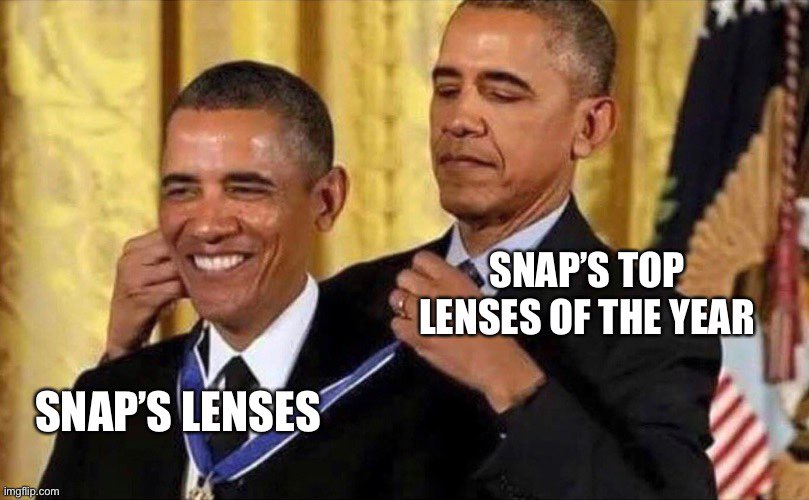 SNAP'S TOP
LENSES OF THE YEAR
SNAP'S LENSES
imgflip.com